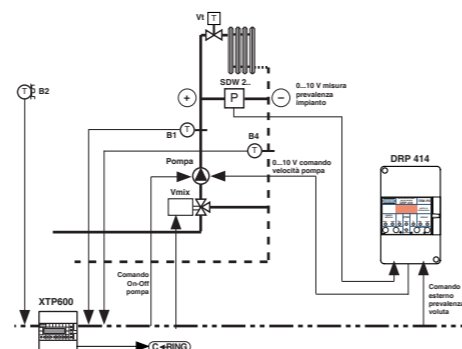 Vt
T
SDW 2..
P
+
−
0...10 V misura
prevalenza
impianto
T
B2
B1
T
B4
T
Pompa
0...10 V comando
velocità pompa
DRP 414
Vmix
Comando
On-Off
pompa
Comando
esterno
prevalenza
voluta
XTP600
C-RING